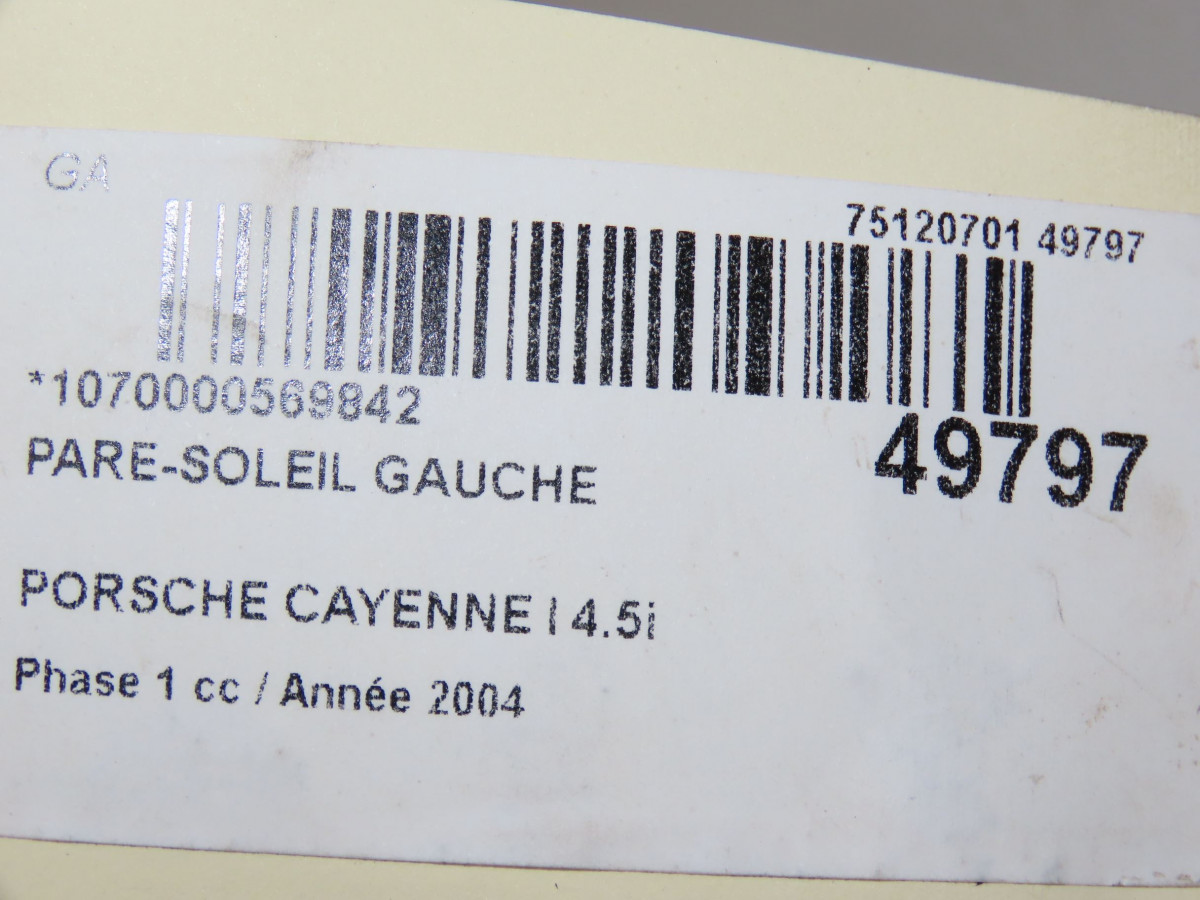 GA
75120701 49797
*1070000569842
49797
PARE-SOLEIL GAUCHE
PORSCHE CAYENNE I 4.5i
Phase 1 cc / Année 2004